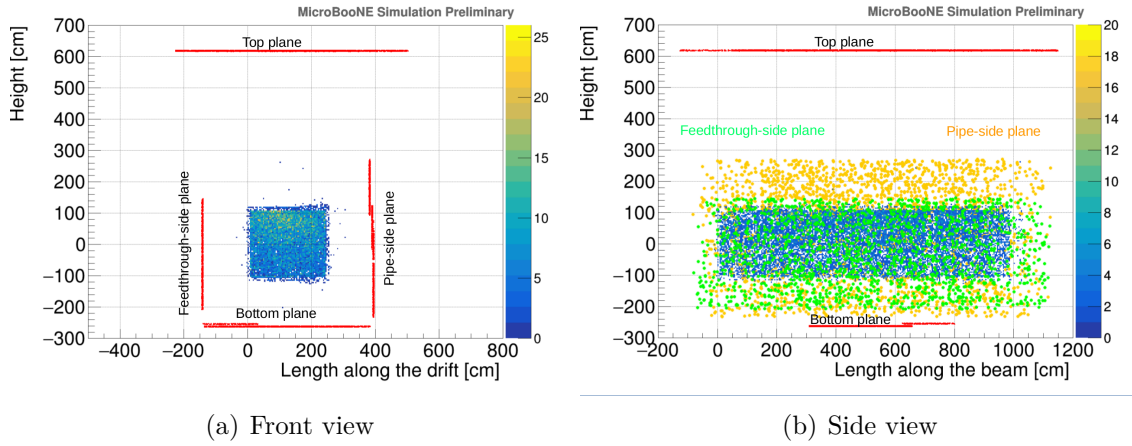 MicroBooNE Simulation Preliminary
Height [cm]
700
600
500
400
300
200
100
0
−100
−200
−300
Top plane
Feedthrough-side plane
Pipe-side plane
Bottom plane
−400 −200 0 200 400 600 800
Length along the drift [cm]
25
20
15
10
5
0
(a) Front view
MicroBooNE Simulation Preliminary
Height [cm]
700
600
500
400
300
200
100
0
−100
−200
−300
Top plane
Feedthrough-side plane Pipe-side plane
Bottom plane
−200 0 200 400 600 800 1000 1200
Length along the beam [cm]
20
18
16
14
12
10
8
6
4
2
0
(b) Side view